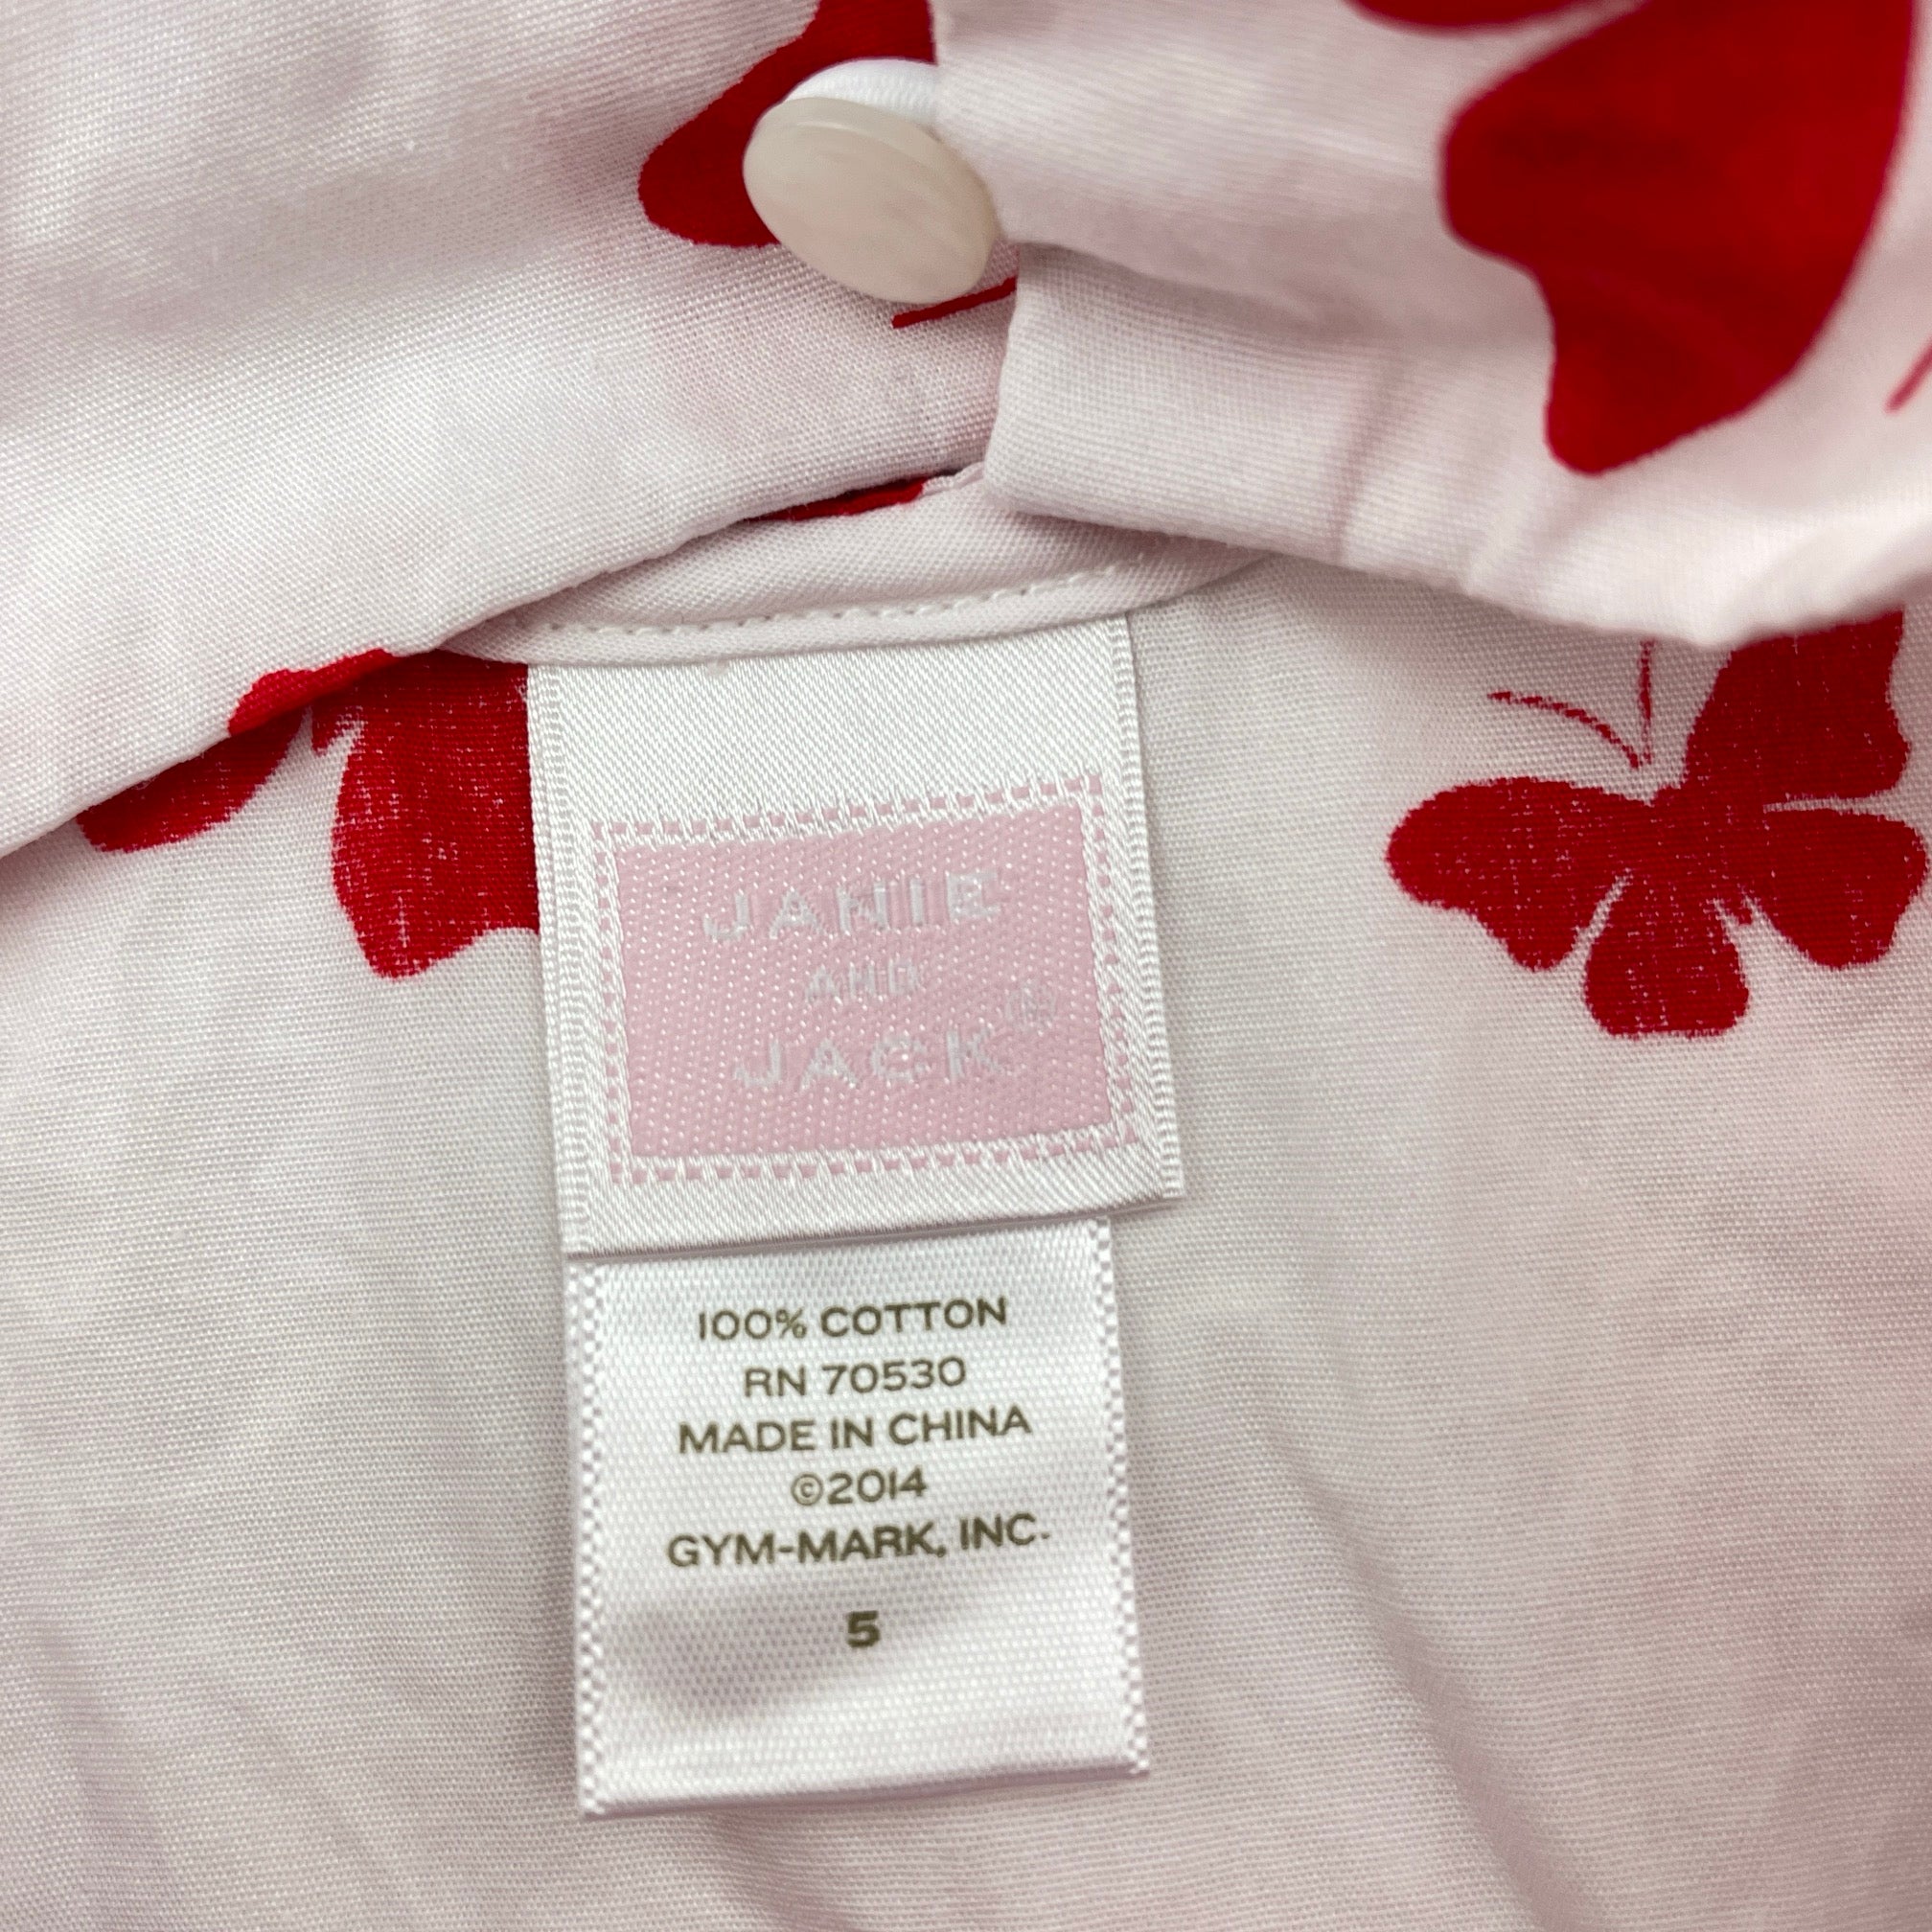 JANIE
AND
JACK®
100% COTTON
RN 70530
MADE IN CHINA
©2014
GYM-MARK, INC.
5